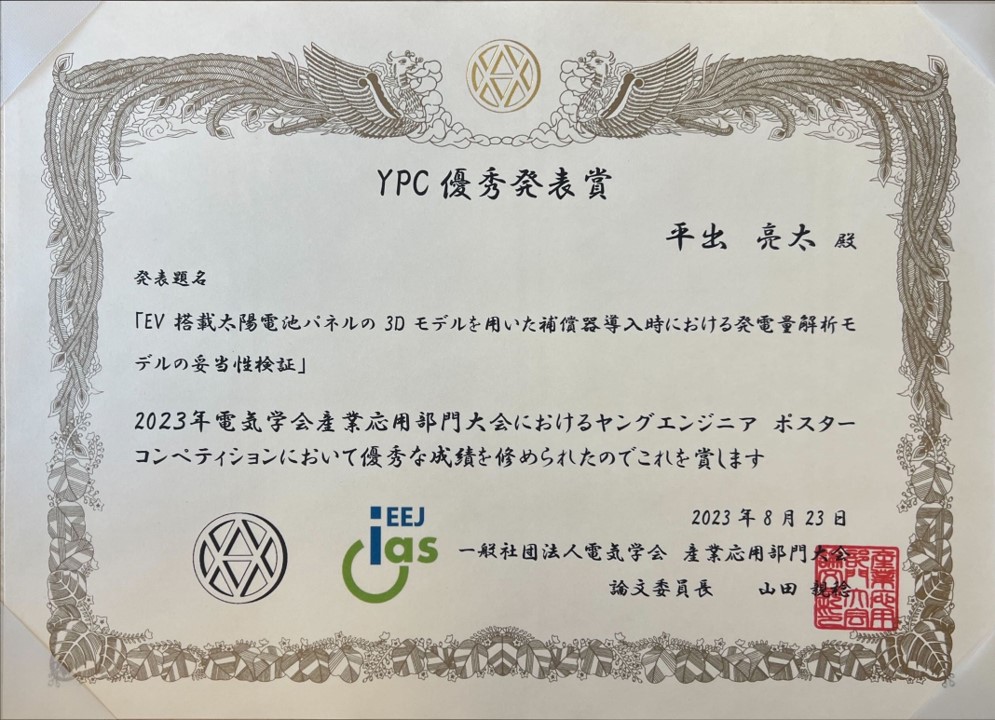 YPC 優秀発表賞
平出 亮太 殿
発表題名
「EV 搭載太陽電池パネルの 3D モデルを用いた補償器導入時における発電量解析モ
デルの妥当性検証」
2023年電気学会産業応用部門大会におけるヤングエンジニア ポスター
コンペティションにおいて優秀な成績を修められたのでこれを賞します
2023 年 8 月 23 日
IEEJ
ias
一般社団法人電気学会 産業応用部門大会
論文委員長 山田